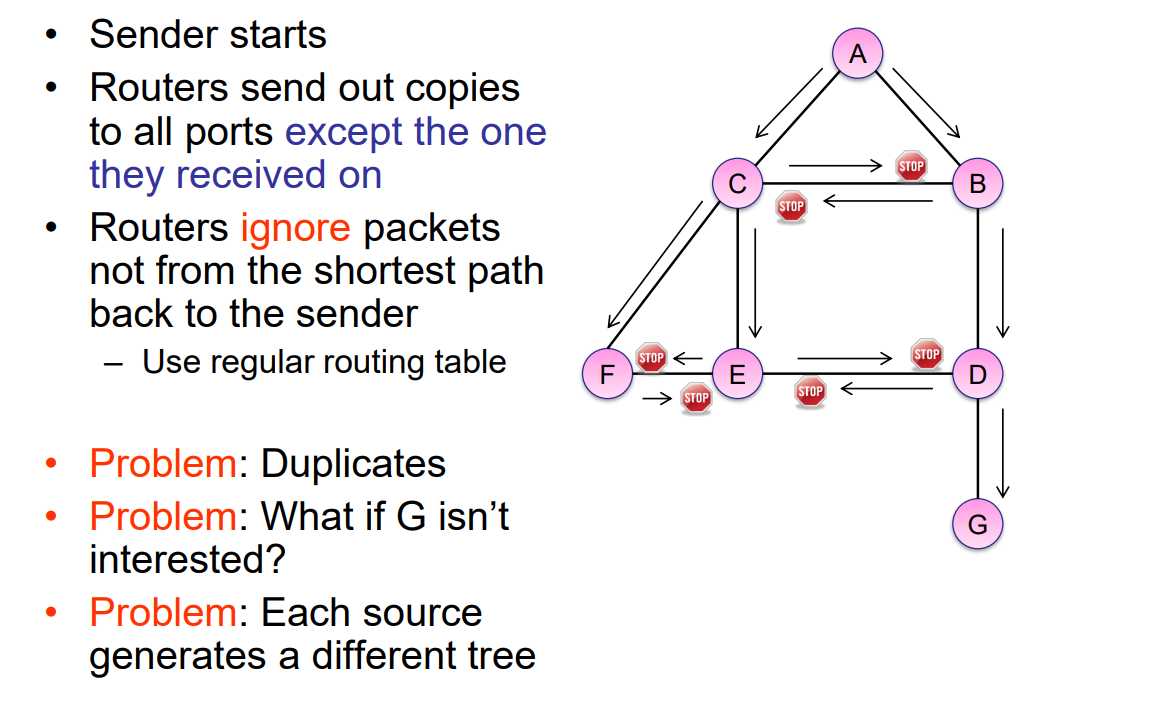 • Sender starts
• Routers send out copies
to all ports except the one
they received on
• Routers ignore packets
not from the shortest path
back to the sender
– Use regular routing table
• Problem: Duplicates
• Problem: What if G isn’t
interested?
• Problem: Each source
generates a different tree
A
STOP
C
B
STOP
STOP
STOP
F
E
D
STOP
STOP
G